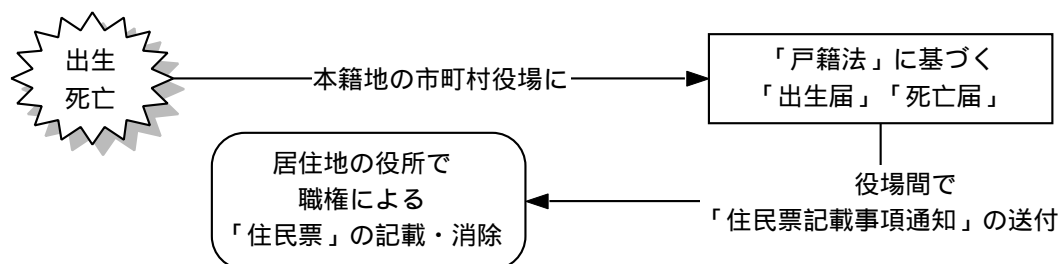 出生
死亡
本籍地の市町村役場に
「戸籍法」に基づく
「出生届」「死亡届」
役場間で
「住民票記載事項通知」の送付
居住地の役所で
職権による
「住民票」の記載・消除